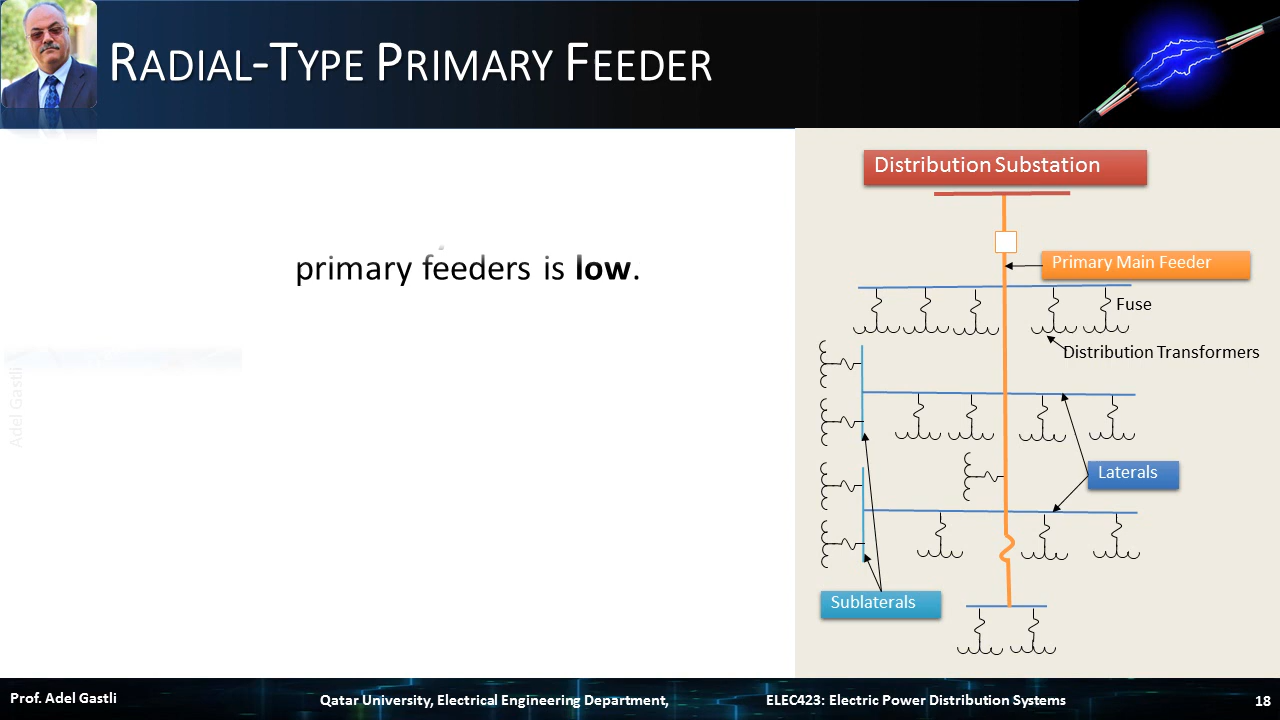 RADIAL-TYPE PRIMARY FEEDER
primary feeders is low.
Adel Gastli
Distribution Substation
Primary Main Feeder
Fuse
Distribution Transformers
Laterals
Sublaterals
Prof. Adel Gastli
Qatar University, Electrical Engineering Department,
ELEC423: Electric Power Distribution Systems
18